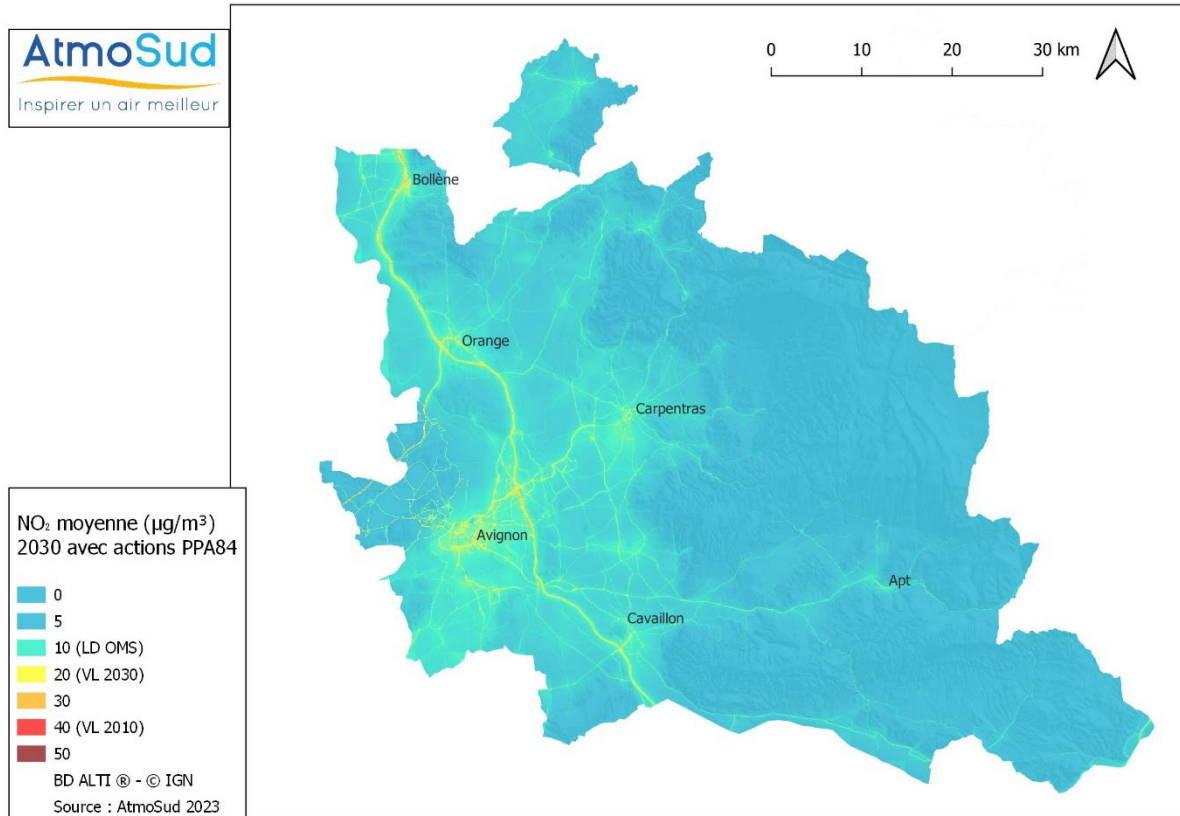 AtmoSud
Inspirer un air meilleur
0 10 20 30 km
Bollène
Orange
Carpentras
Avignon
Apt
Cavaillon
NO₂ moyenne (µg/m³)
2030 avec actions PPA84
0
5
10 (LD OMS)
20 (VL 2030)
30
40 (VL 2010)
50
BD ALTI ® - © IGN
Source : AtmoSud 2023